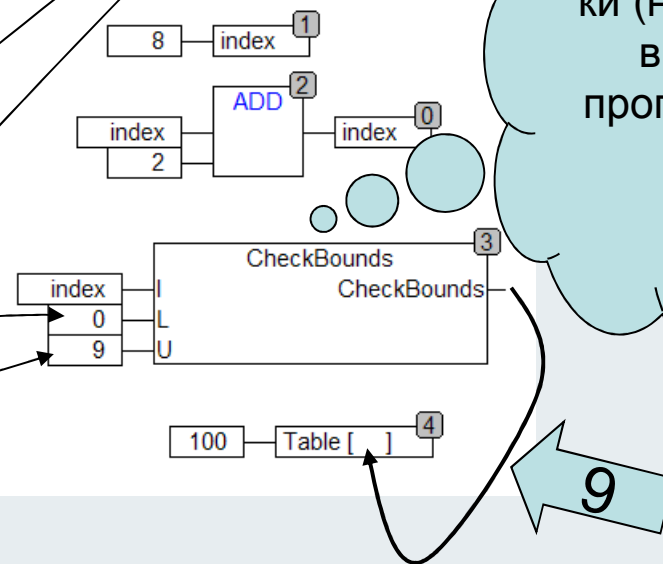 8 index 1
ADD 2
index index 0
2
CheckBounds 3
index I CheckBounds
0 L
9 U
100 Table [ ] 4
9
ки (
в